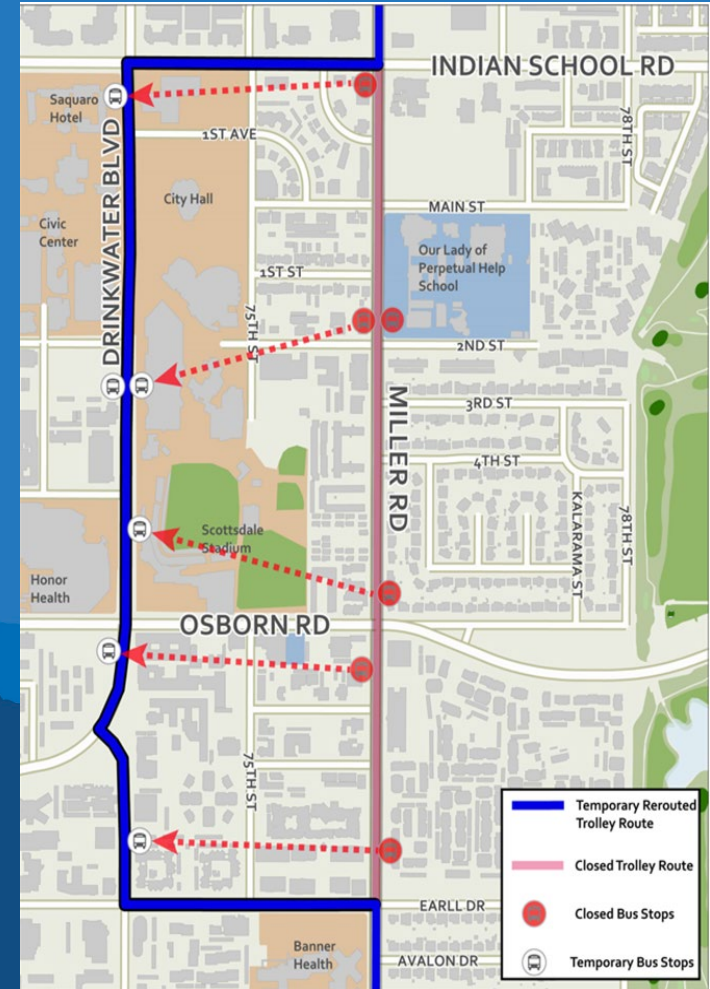 INDIAN SCHOOL RD
Saquaro
Hotel
78TH ST
DRINKWATER BLVD
1ST AVE
City Hall
MAIN ST
Civic
Center
Our Lady of
Perpetual Help
School
1ST ST
75TH ST
2ND ST
MILLER RD
3RD ST
4TH ST
KALARAMA ST
78TH ST
Scottsdale
Stadium
Honor
Health
OSBORN RD
75TH ST
Temporary Rerouted
Trolley Route
Closed Trolley Route
EARLL DR
Closed Bus Stops
Banner
Health
AVALON DR
Temporary Bus Stops